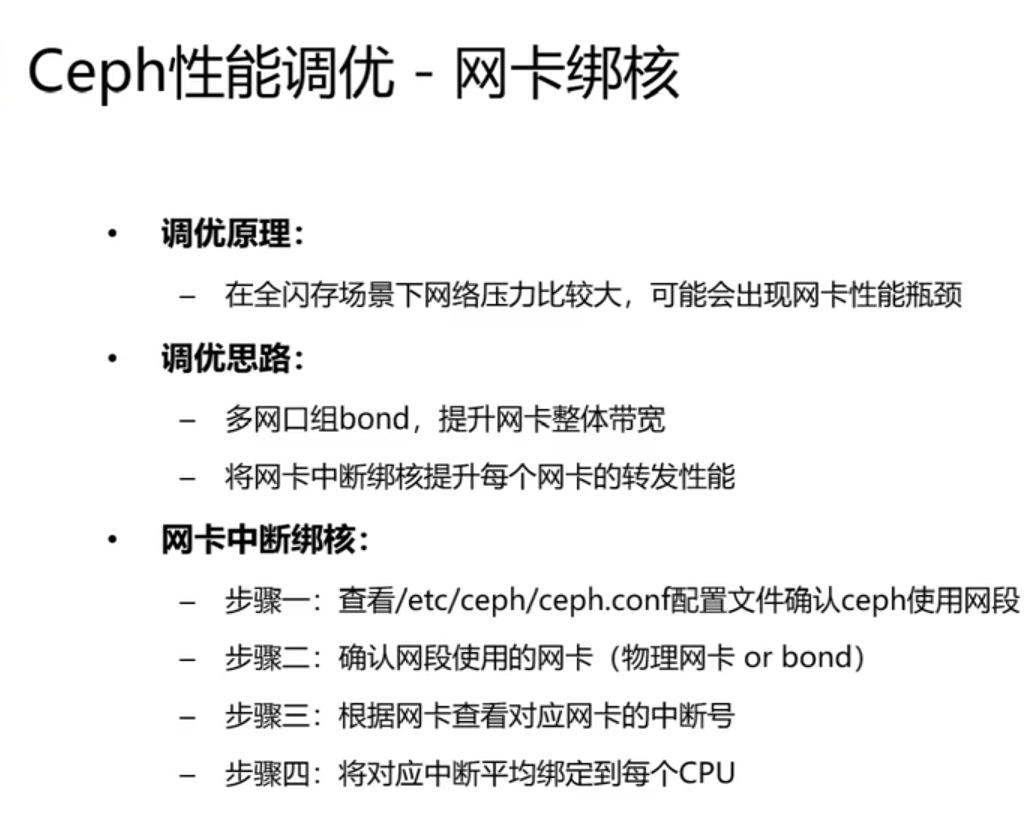 Ceph性能调优 - 网卡绑核
• 调优原理：
– 在全闪存场景下网络压力比较大，可能会出现网卡性能瓶颈
• 调优思路：
– 多网口组bond，提升网卡整体带宽
– 将网卡中断绑核提升每个网卡的转发性能
• 网卡中断绑核：
– 步骤一：查看/etc/ceph/ceph.conf配置文件确认ceph使用网段
– 步骤二：确认网段使用的网卡（物理网卡 or bond）
– 步骤三：根据网卡查看对应网卡的中断号
– 步骤四：将对应中断平均绑定到每个CPU